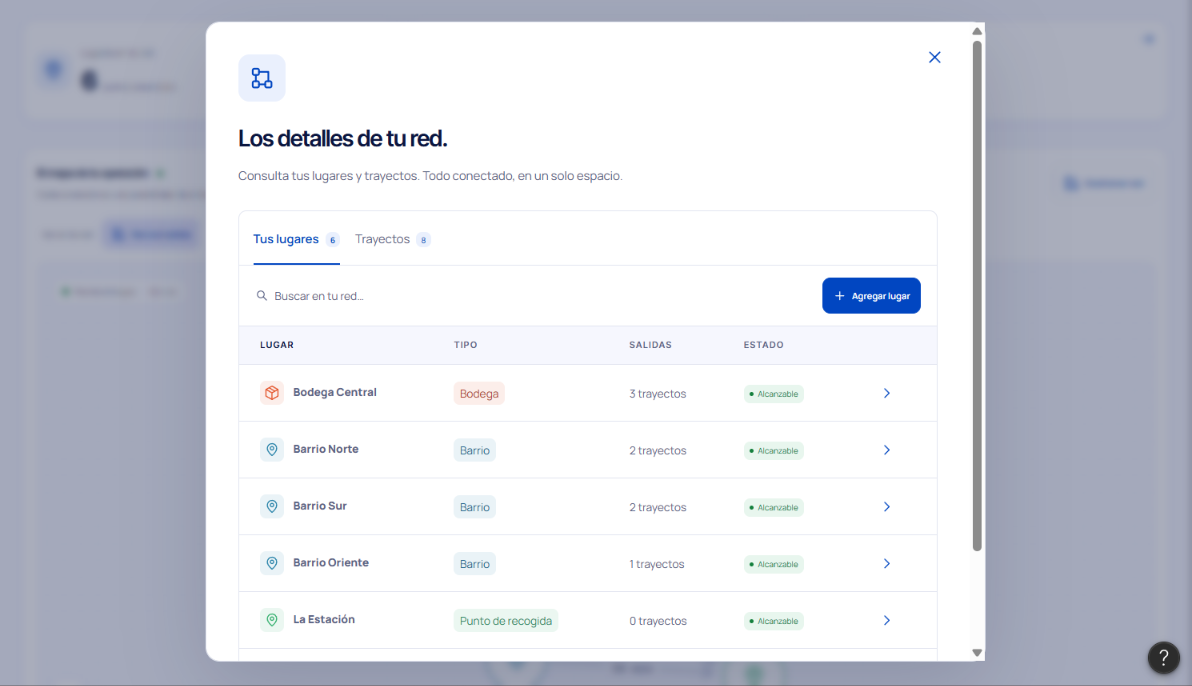 Los detalles de tu red.
Consulta tus lugares y trayectos. Todo conectado, en un solo espacio.
Tus lugares 6 Trayectos 8
Buscar en tu red...
+ Agregar lugar
LUGAR TIPO SALIDAS ESTADO
Bodega Central Bodega 3 trayectos Alcanzable
Barrio Norte Barrio 2 trayectos Alcanzable
Barrio Sur Barrio 2 trayectos Alcanzable
Barrio Oriente Barrio 1 trayectos Alcanzable
La Estación Punto de recogida 0 trayectos Alcanzable
6
?